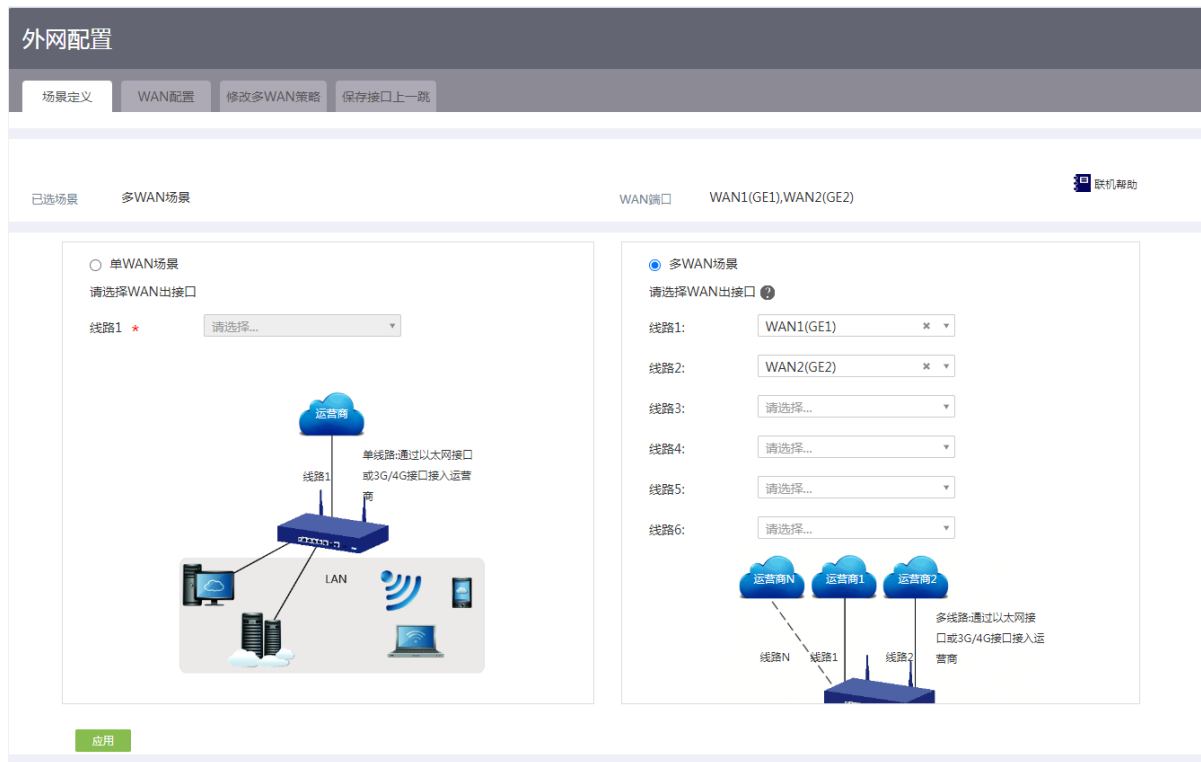 外网配置
场景定义
WAN配置
修改多WAN策略
保存接口上一跳
已选场景
多WAN场景
WAN端口
WAN1(GE1),WAN2(GE2)
联机帮助
单WAN场景
请选择WAN出接口
线路1 *
请选择...
运营商
线路1
单线路:通过以太网接口
或3G/4G接口接入运营
商
LAN
多WAN场景
请选择WAN出接口 ?
线路1:
WAN1(GE1)
线路2:
WAN2(GE2)
线路3:
请选择...
线路4:
请选择...
线路5:
请选择...
线路6:
请选择...
运营商N
运营商1
运营商2
多线路:通过以太网接
口或3G/4G接口接入运
营商
线路N
线路1
线路2
应用